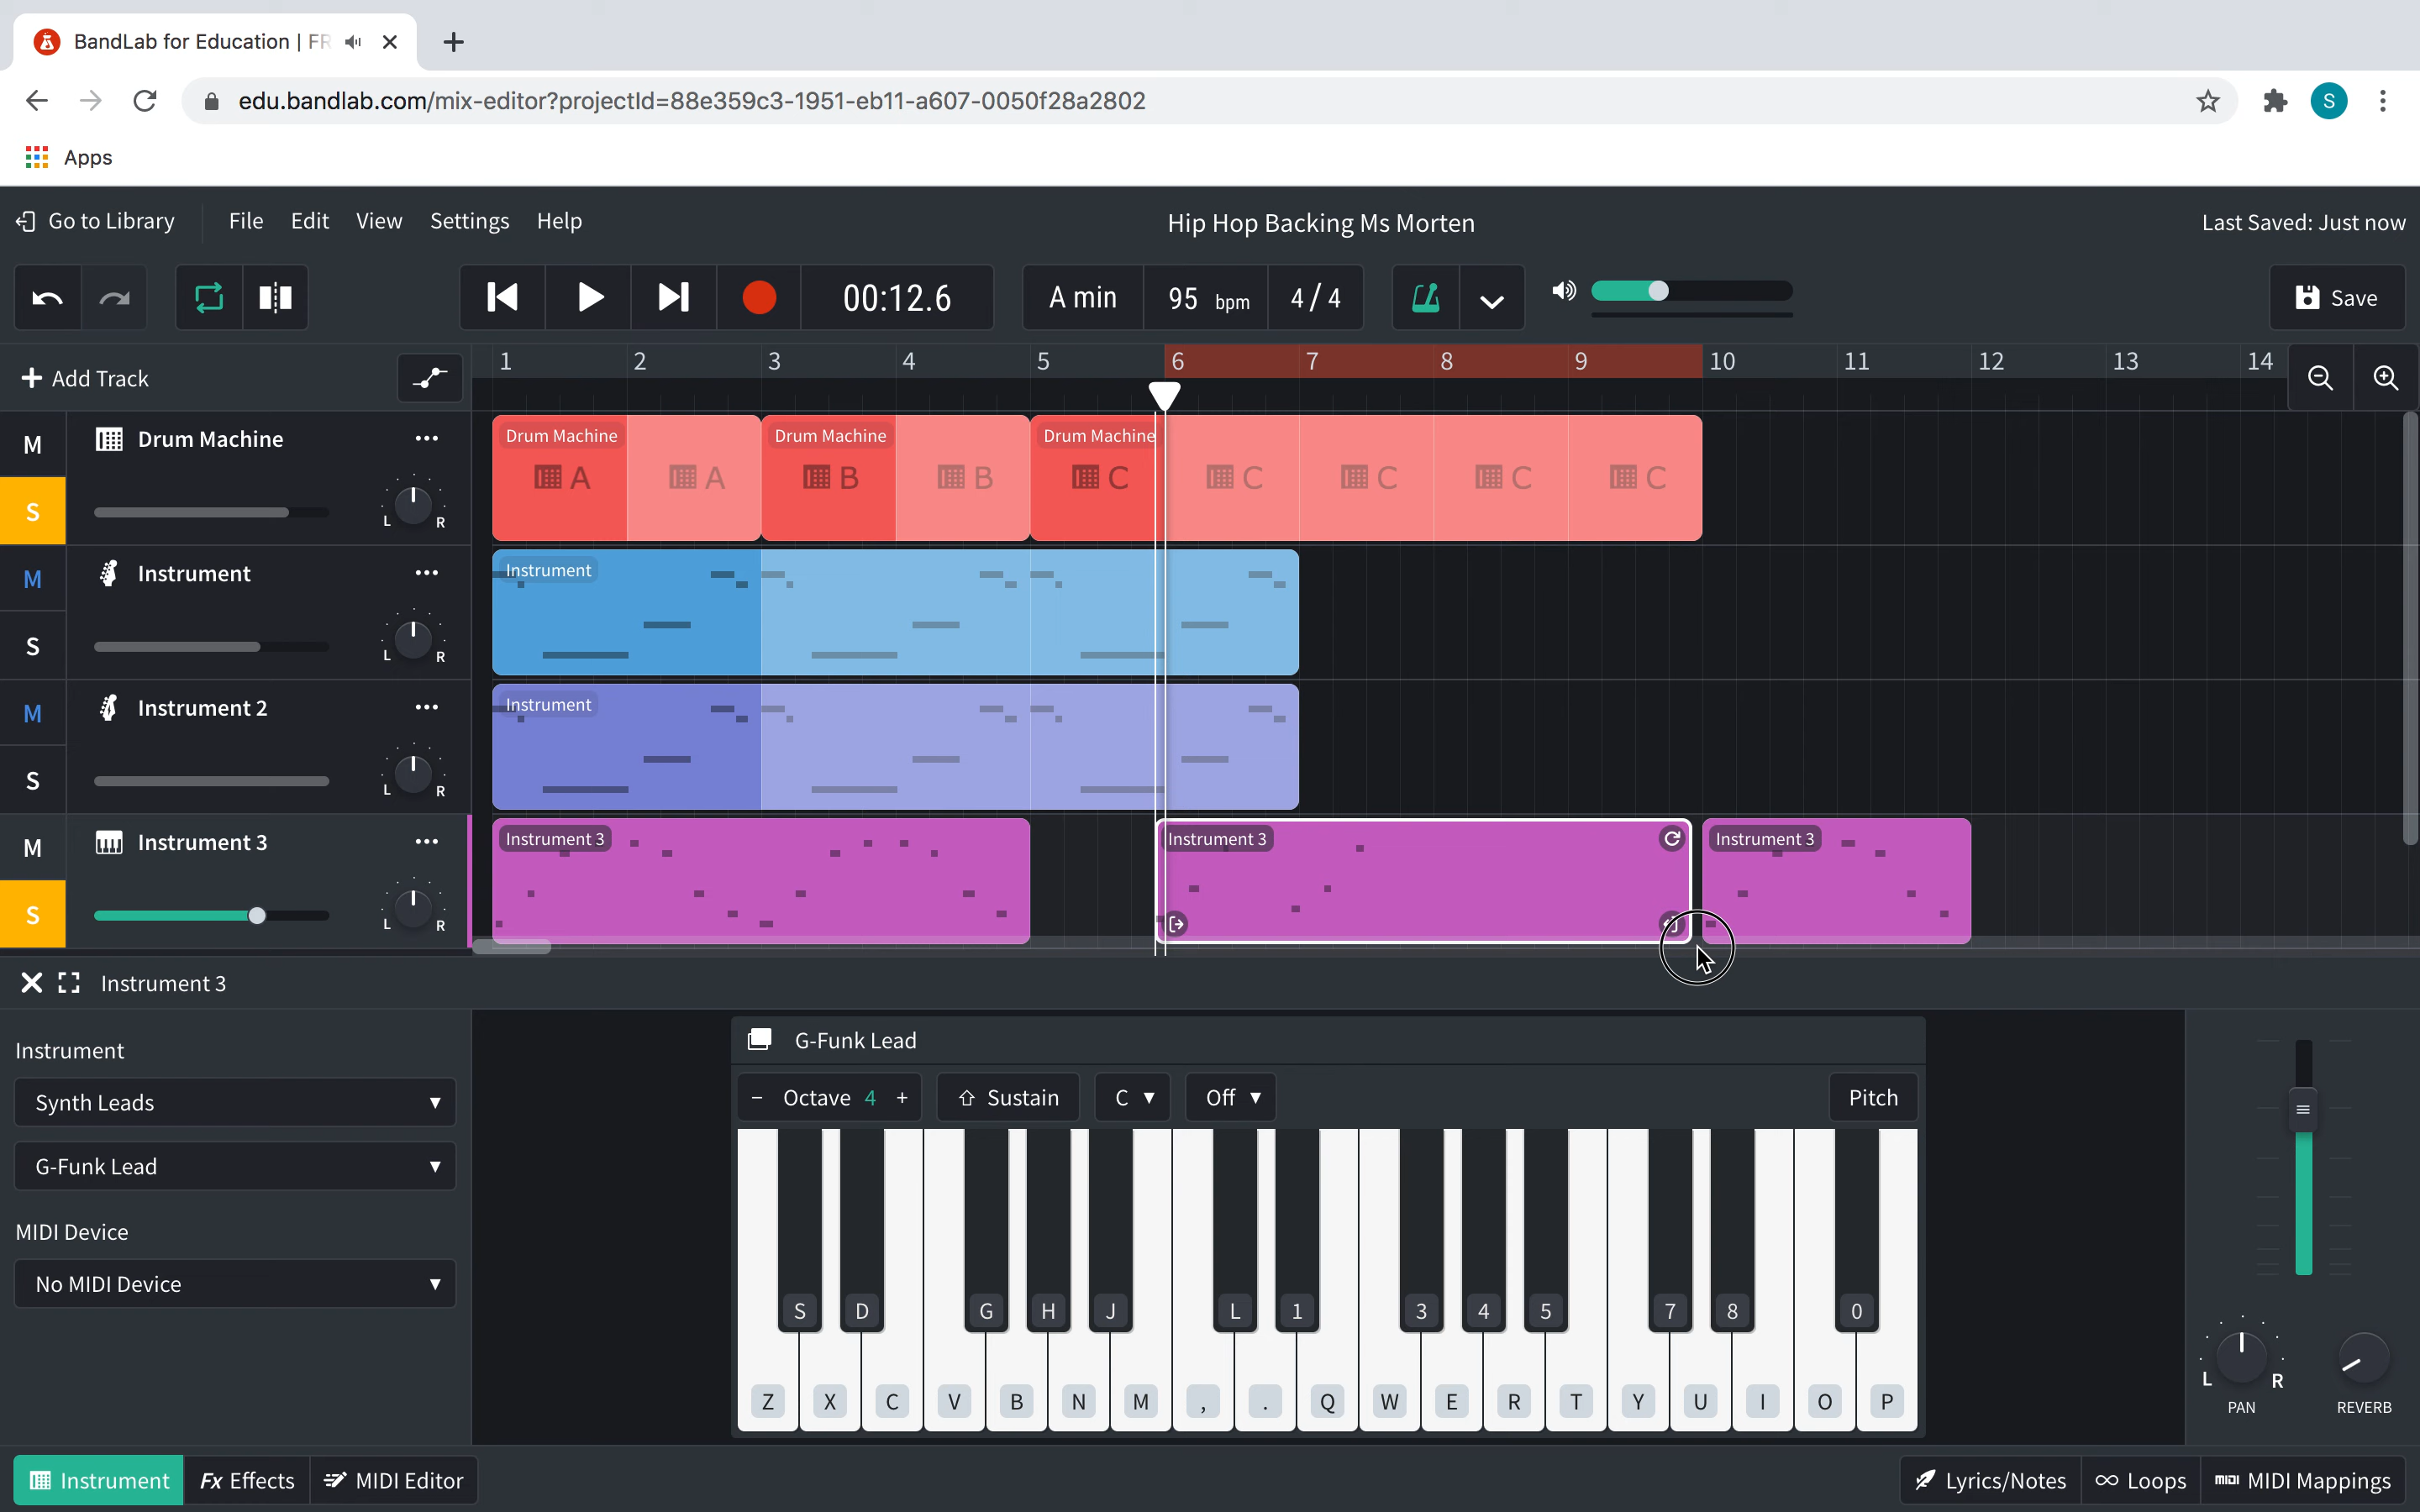 BandLab for Education | FR
edu.bandlab.com/mix-editor?projectId=88e359c3-1951-eb11-a607-0050f28a2802
S
Apps
Go to Library File Edit View Settings Help
Hip Hop Backing Ms Morten
Last Saved: Just now
00:12.6
A min 95 bpm 4/4
Save
Add Track
1 2 3 4 5 6 7 8 9 10 11 12 13 14
M Drum Machine
S L R
Drum Machine Drum Machine Drum Machine
A A B B C C C C C
M Instrument
S L R
Instrument
M Instrument 2
S L R
Instrument
M Instrument 3
S L R
Instrument 3 Instrument 3 Instrument 3
Instrument 3
Instrument
Synth Leads
G-Funk Lead
MIDI Device
No MIDI Device
G-Funk Lead
− Octave 4 + Sustain C Off Pitch
S D G H J L 1 3 4 5 7 8 0
Z X C V B N M , . Q W E R T Y U I O P
L R
PAN REVERB
Instrument Fx Effects MIDI Editor
Lyrics/Notes Loops MIDI MIDI Mappings